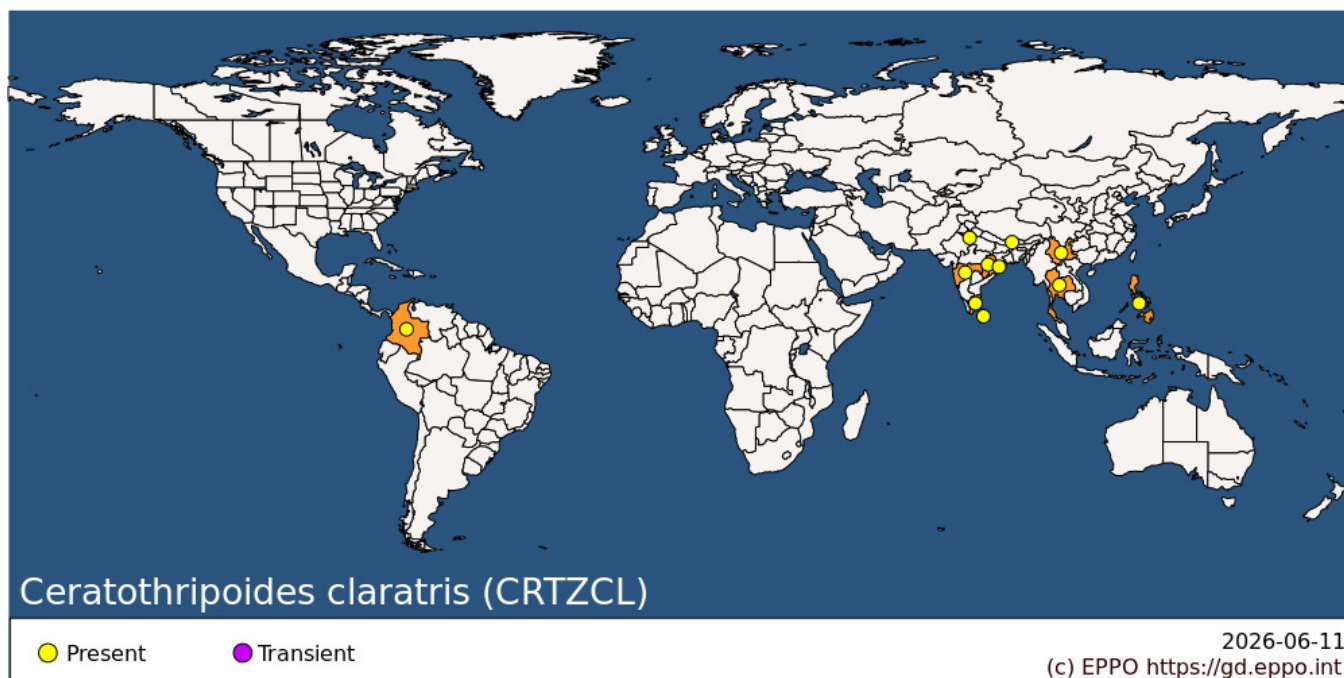 Ceratothripoides claratris (CRTZCL)
Present
Transient
2026-06-11
(c) EPPO https://gd.eppo.int